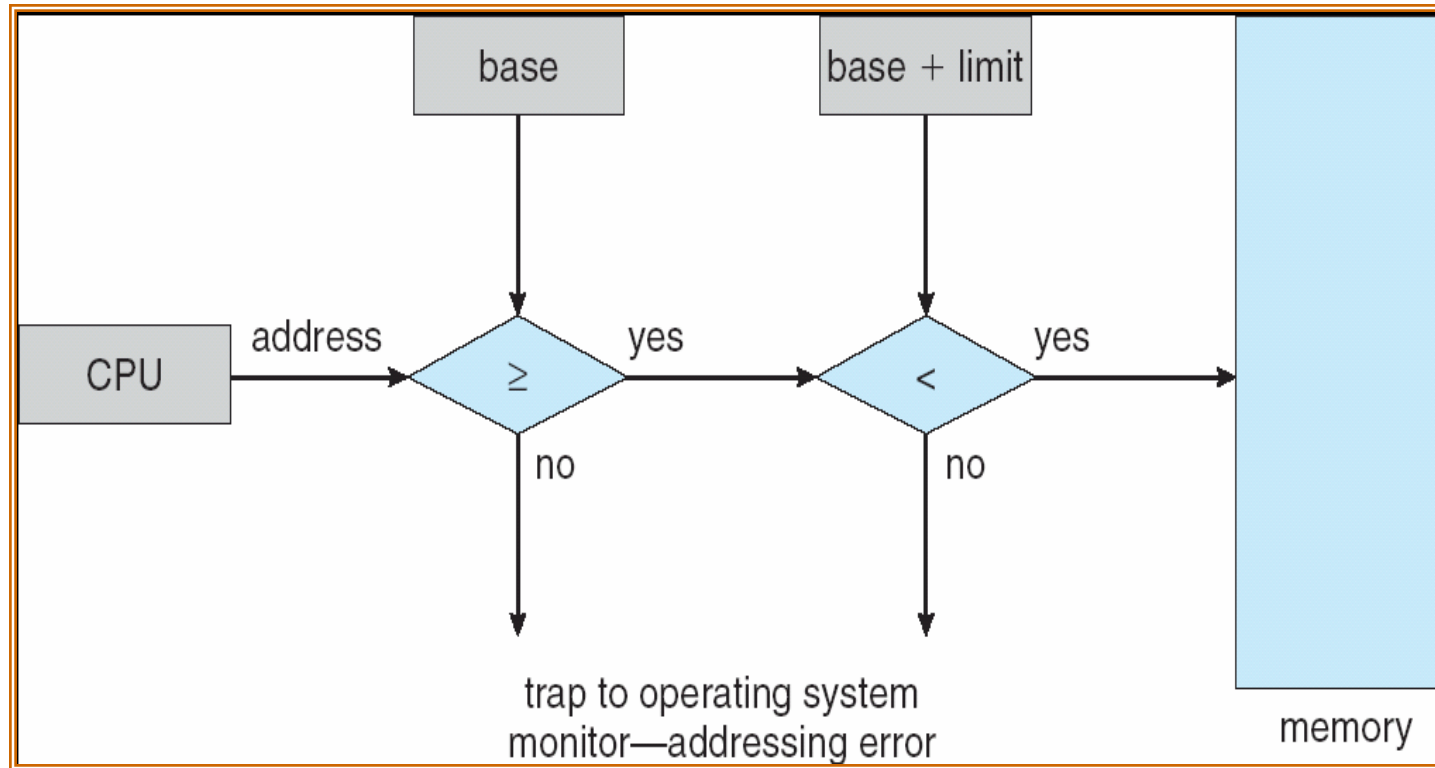 base
base + limit
CPU
address
≥
yes
<
yes
no
no
trap to operating system
monitor—addressing error
memory